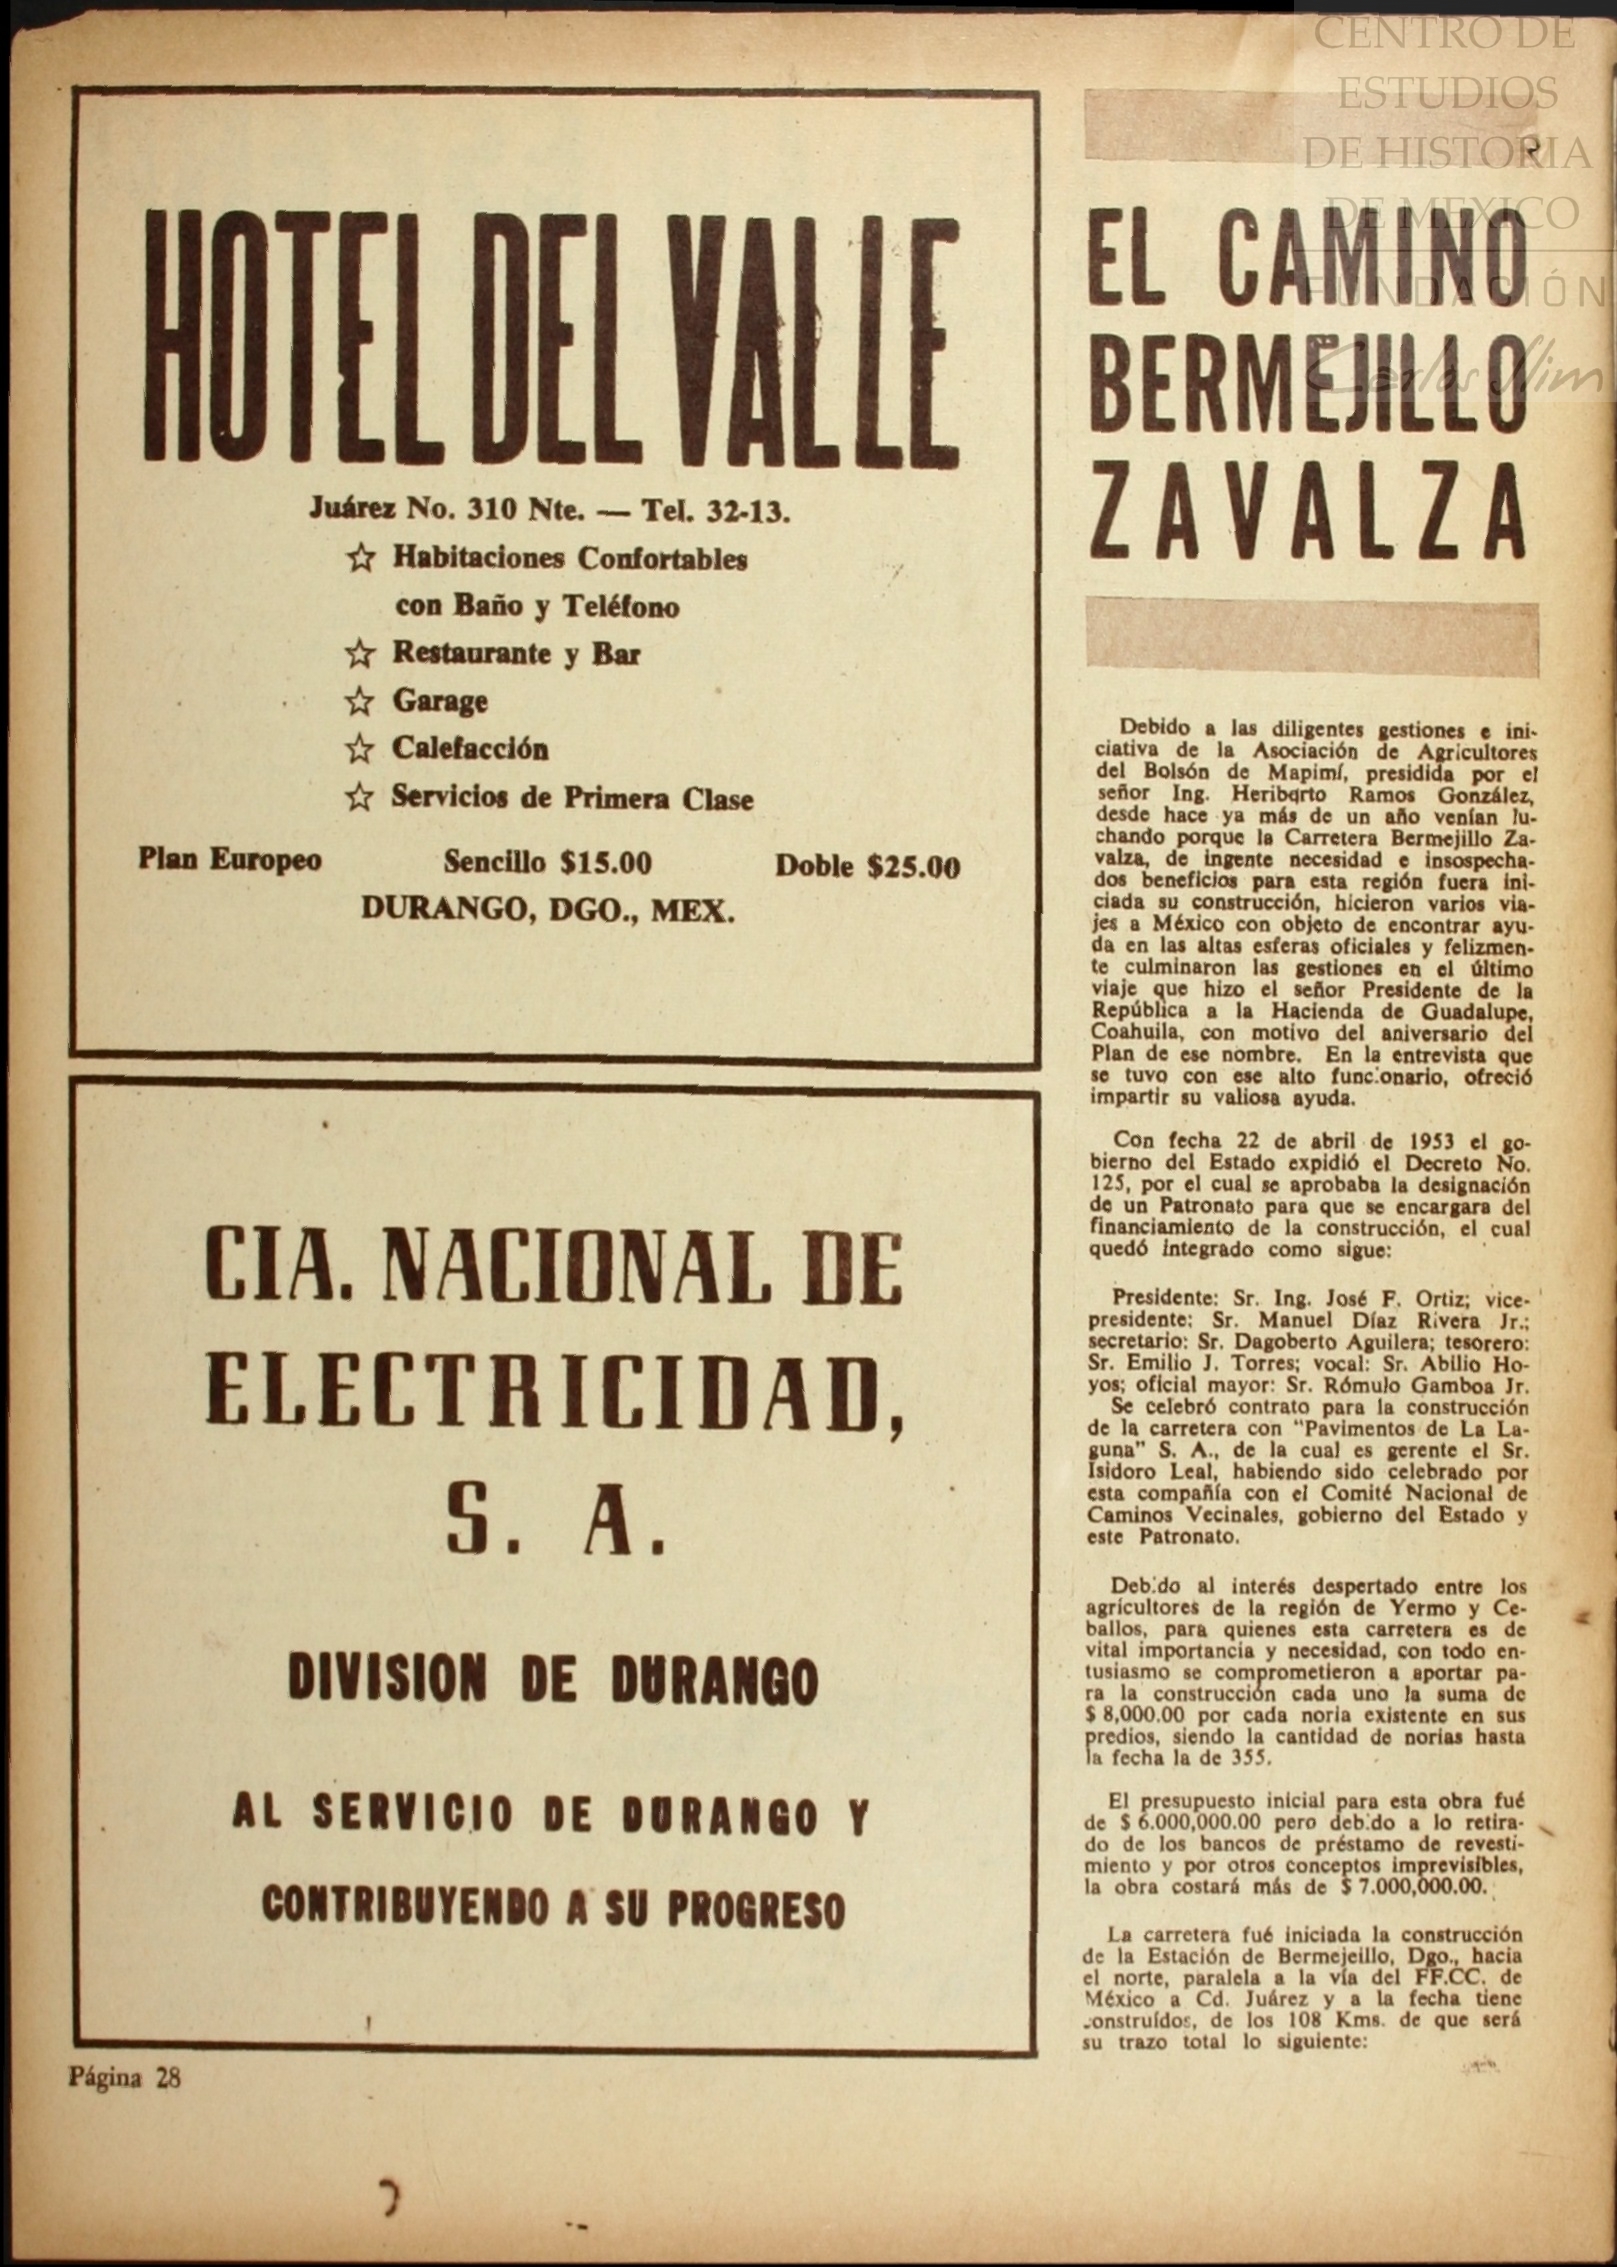 CENTRO DE
ESTUDIOS
DE HISTORIA
DE MEXICO
FUNDACIÓN
Carlos Slim
HOTEL DEL VALLE
Juárez No. 310 Nte. — Tel. 32-13.
☆ Habitaciones Confortables
con Baño y Teléfono
☆ Restaurante y Bar
☆ Garage
☆ Calefacción
☆ Servicios de Primera Clase
Plan Europeo Sencillo $15.00 Doble $25.00
DURANGO, DGO., MEX.
CIA. NACIONAL DE
ELECTRICIDAD,
S. A.
DIVISION DE DURANGO
AL SERVICIO DE DURANGO Y
CONTRIBUYENDO A SU PROGRESO
Página 28
EL CAMINO
BERMEJILLO
ZAVALZA
Debido a las diligentes gestiones e ini-
ciativa de la Asociación de Agricultores
del Bolsón de Mapimí, presidida por el
señor Ing. Heribarto Ramos González,
desde hace ya más de un año venían lu-
chando porque la Carretera Bermejillo Za-
valza, de ingente necesidad e insospecha-
dos beneficios para esta región fuera ini-
ciada su construcción, hicieron varios via-
jes a México con objeto de encontrar ayu-
da en las altas esferas oficiales y felizmen-
te culminaron las gestiones en el último
viaje que hizo el señor Presidente de la
República a la Hacienda de Guadalupe,
Coahuila, con motivo del aniversario del
Plan de ese nombre. En la entrevista que
se tuvo con ese alto funcionario, ofreció
impartir su valiosa ayuda.
Con fecha 22 de abril de 1953 el go-
bierno del Estado expidió el Decreto No.
125, por el cual se aprobaba la designación
de un Patronato para que se encargara del
financiamiento de la construcción, el cual
quedó integrado como sigue:
Presidente: Sr. Ing. José F. Ortiz; vice-
presidente: Sr. Manuel Díaz Rivera Jr.;
secretario: Sr. Dagoberto Aguilera; tesorero:
Sr. Emilio J. Torres; vocal: Sr. Abilio Ho-
yos; oficial mayor: Sr. Rómulo Gamboa Jr.
Se celebró contrato para la construcción
de la carretera con "Pavimentos de La La-
guna" S. A., de la cual es gerente el Sr.
Isidoro Leal, habiendo sido celebrado por
esta compañía con el Comité Nacional de
Caminos Vecinales, gobierno del Estado y
este Patronato.
Debido al interés despertado entre los
agricultores de la región de Yermo y Ce-
ballos, para quienes esta carretera es de
vital importancia y necesidad, con todo en-
tusiasmo se comprometieron a aportar pa-
ra la construcción cada uno la suma de
$ 8,000.00 por cada noria existente en sus
predios, siendo la cantidad de norias hasta
la fecha la de 355.
El presupuesto inicial para esta obra fué
de $ 6.000,000.00 pero debido a lo retira-
do de los bancos de préstamo de revesti-
miento y por otros conceptos imprevisibles,
la obra costará más de $ 7.000,000.00.
La carretera fué iniciada la construcción
de la Estación de Bermejeillo, Dgo., hacia
el norte, paralela a la vía del FF.CC. de
México a Cd. Juárez y a la fecha tiene
construídos, de los 108 Kms. de que será
su trazo total lo siguiente: